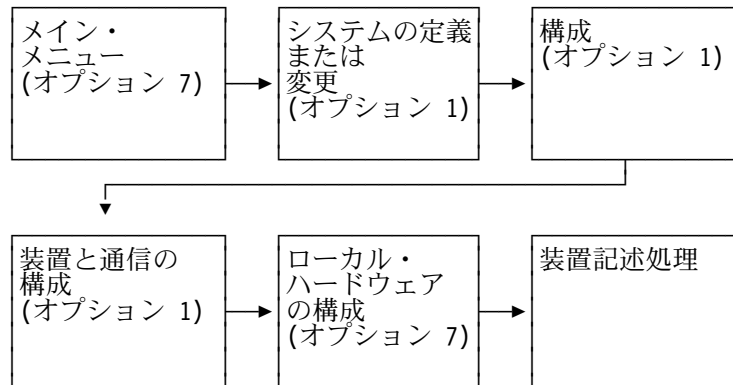 メイン・
メニュー
(オプション 7)
システムの定義
または
変更
(オプション 1)
構成
(オプション 1)
装置と通信の
構成
(オプション 1)
ローカル・
ハードウェア
の構成
(オプション 7)
装置記述処理